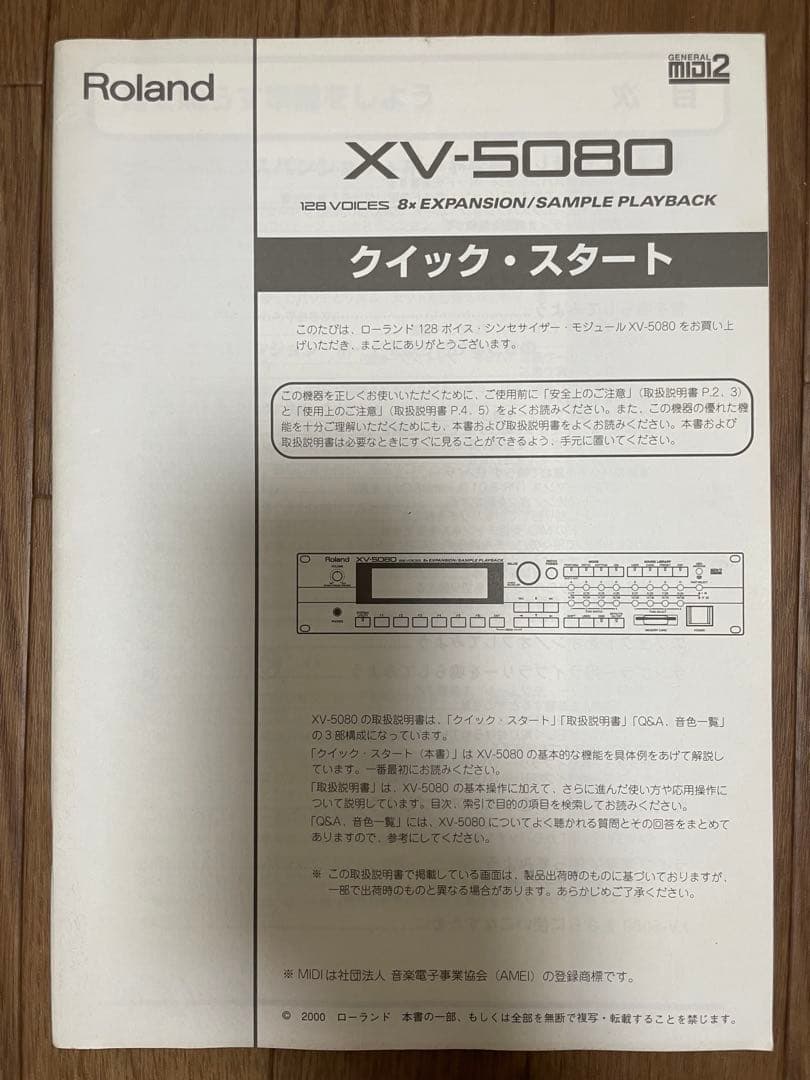 Roland
GENERAL
MIDI2
XV-5080
128 VOICES 8x EXPANSION/SAMPLE PLAYBACK
クイック・スタート
このたびは、ローランド 128 ボイス・シンセサイザー・モジュール XV-5080 をお買い上
げいただき、まことにありがとうございます。
この機器を正しくお使いいただくために、ご使用前に「安全上のご注意」(取扱説明書 P.2、3)
と「使用上のご注意」(取扱説明書 P.4、5)をよくお読みください。また、この機器の優れた機
能を十分ご理解いただくためにも、本書および取扱説明書をよくお読みください。本書および
取扱説明書は必要なときにすぐに見ることができるよう、手元に置いてください。
Roland XV-5080 128 VOICES 8x EXPANSION/SAMPLE PLAYBACK
XV-5080 の取扱説明書は、「クイック・スタート」「取扱説明書」「Q&A、音色一覧」
の 3 部構成になっています。
「クイック・スタート（本書）」は XV-5080 の基本的な機能を具体例をあげて解説し
ています。一番最初にお読みください。
「取扱説明書」は、XV-5080 の基本操作に加えて、さらに進んだ使い方や応用操作に
ついて説明しています。目次、索引で目的の項目を検索してお読みください。
「Q&A、音色一覧」には、XV-5080 についてよく聴かれる質問とその回答をまとめて
ありますので、参考にしてください。
※ この取扱説明書で掲載している画面は、製品出荷時のものに基づいておりますが、
一部で出荷時のものと異なる場合があります。あらかじめご了承ください。
※ MIDI は社団法人 音楽電子事業協会（AMEI）の登録商標です。
© 2000 ローランド 本書の一部、もしくは全部を無断で複写・転載することを禁じます。